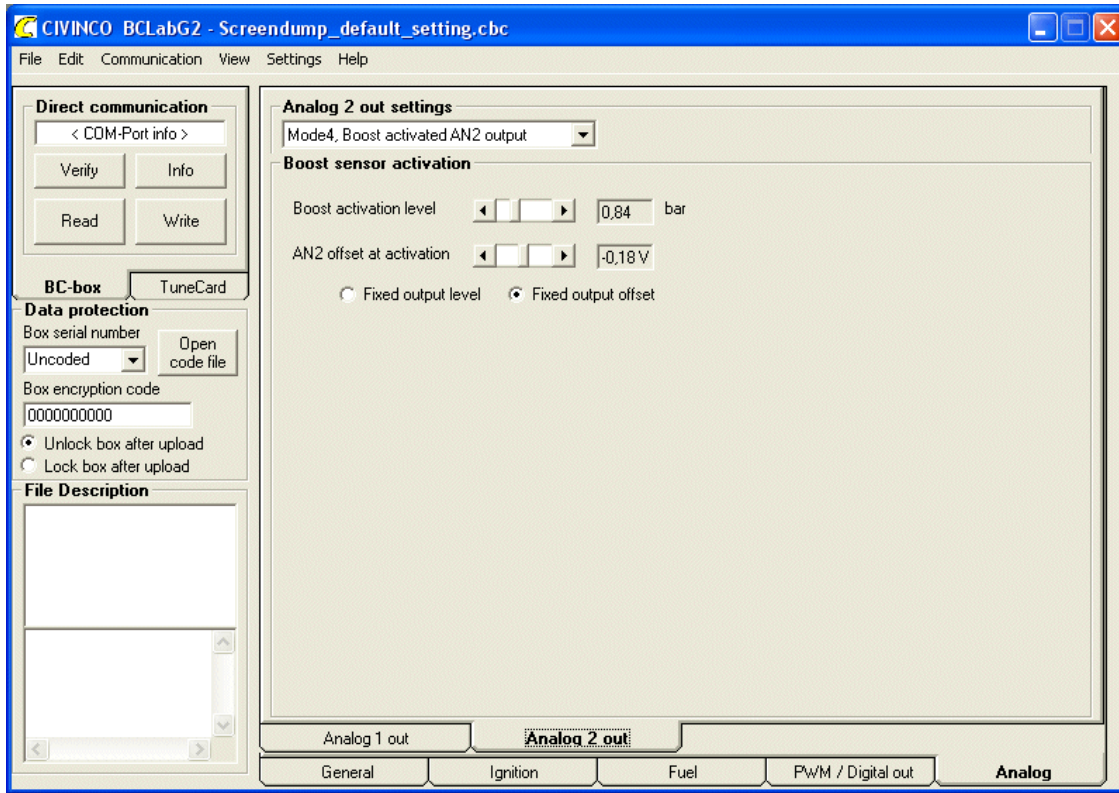 CIVINCO BCLabG2 - Screendump_default_setting.cbc
File Edit Communication View Settings Help
Direct communication
< COM-Port info >
Verify Info
Read Write
BC-box TuneCard
Data protection
Box serial number
Uncoded
Open
code file
Box encryption code
0000000000
Unlock box after upload
Lock box after upload
File Description
Analog 2 out settings
Mode4, Boost activated AN2 output
Boost sensor activation
Boost activation level 0,84 bar
AN2 offset at activation -0,18 V
Fixed output level Fixed output offset
Analog 1 out Analog 2 out
General Ignition Fuel PWM / Digital out Analog